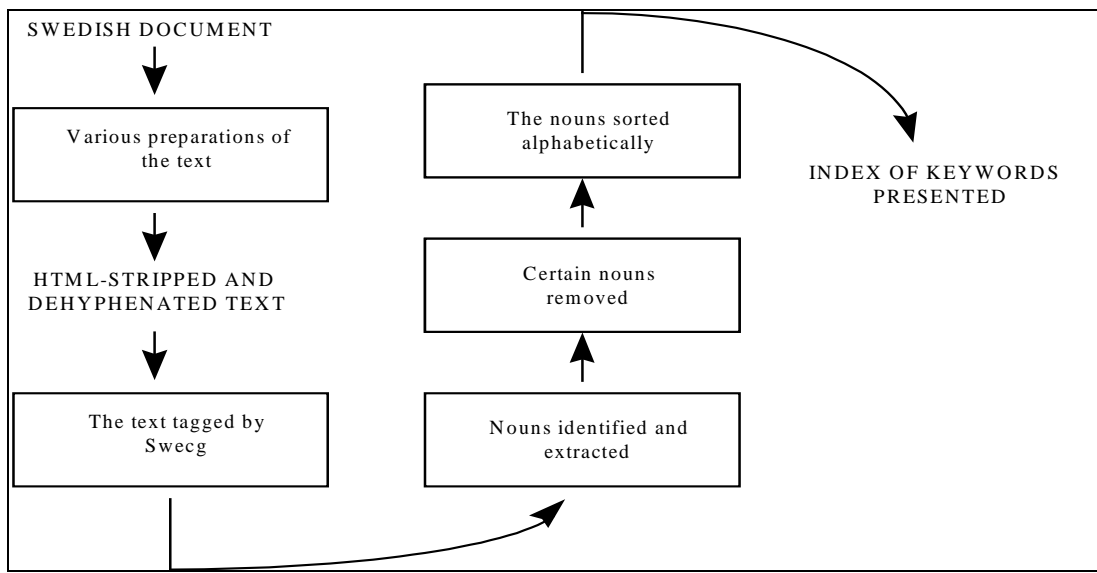 SWEDISH DOCUMENT
Various preparations of
the text
HTML-STRIPPED AND
DEHYPHENATED TEXT
The text tagged by
Swecg
Nouns identified and
extracted
Certain nouns
removed
The nouns sorted
alphabetically
INDEX OF KEYWORDS
PRESENTED